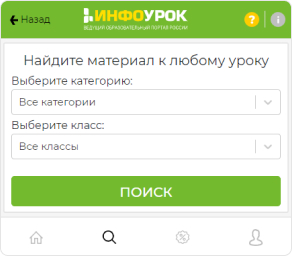 Назад
ИНФОУРОК
ВЕДУЩИЙ ОБРАЗОВАТЕЛЬНЫЙ ПОРТАЛ РОССИИ
?
i
Найдите материал к любому уроку
Выберите категорию:
Все категории
Выберите класс:
Все классы
ПОИСК